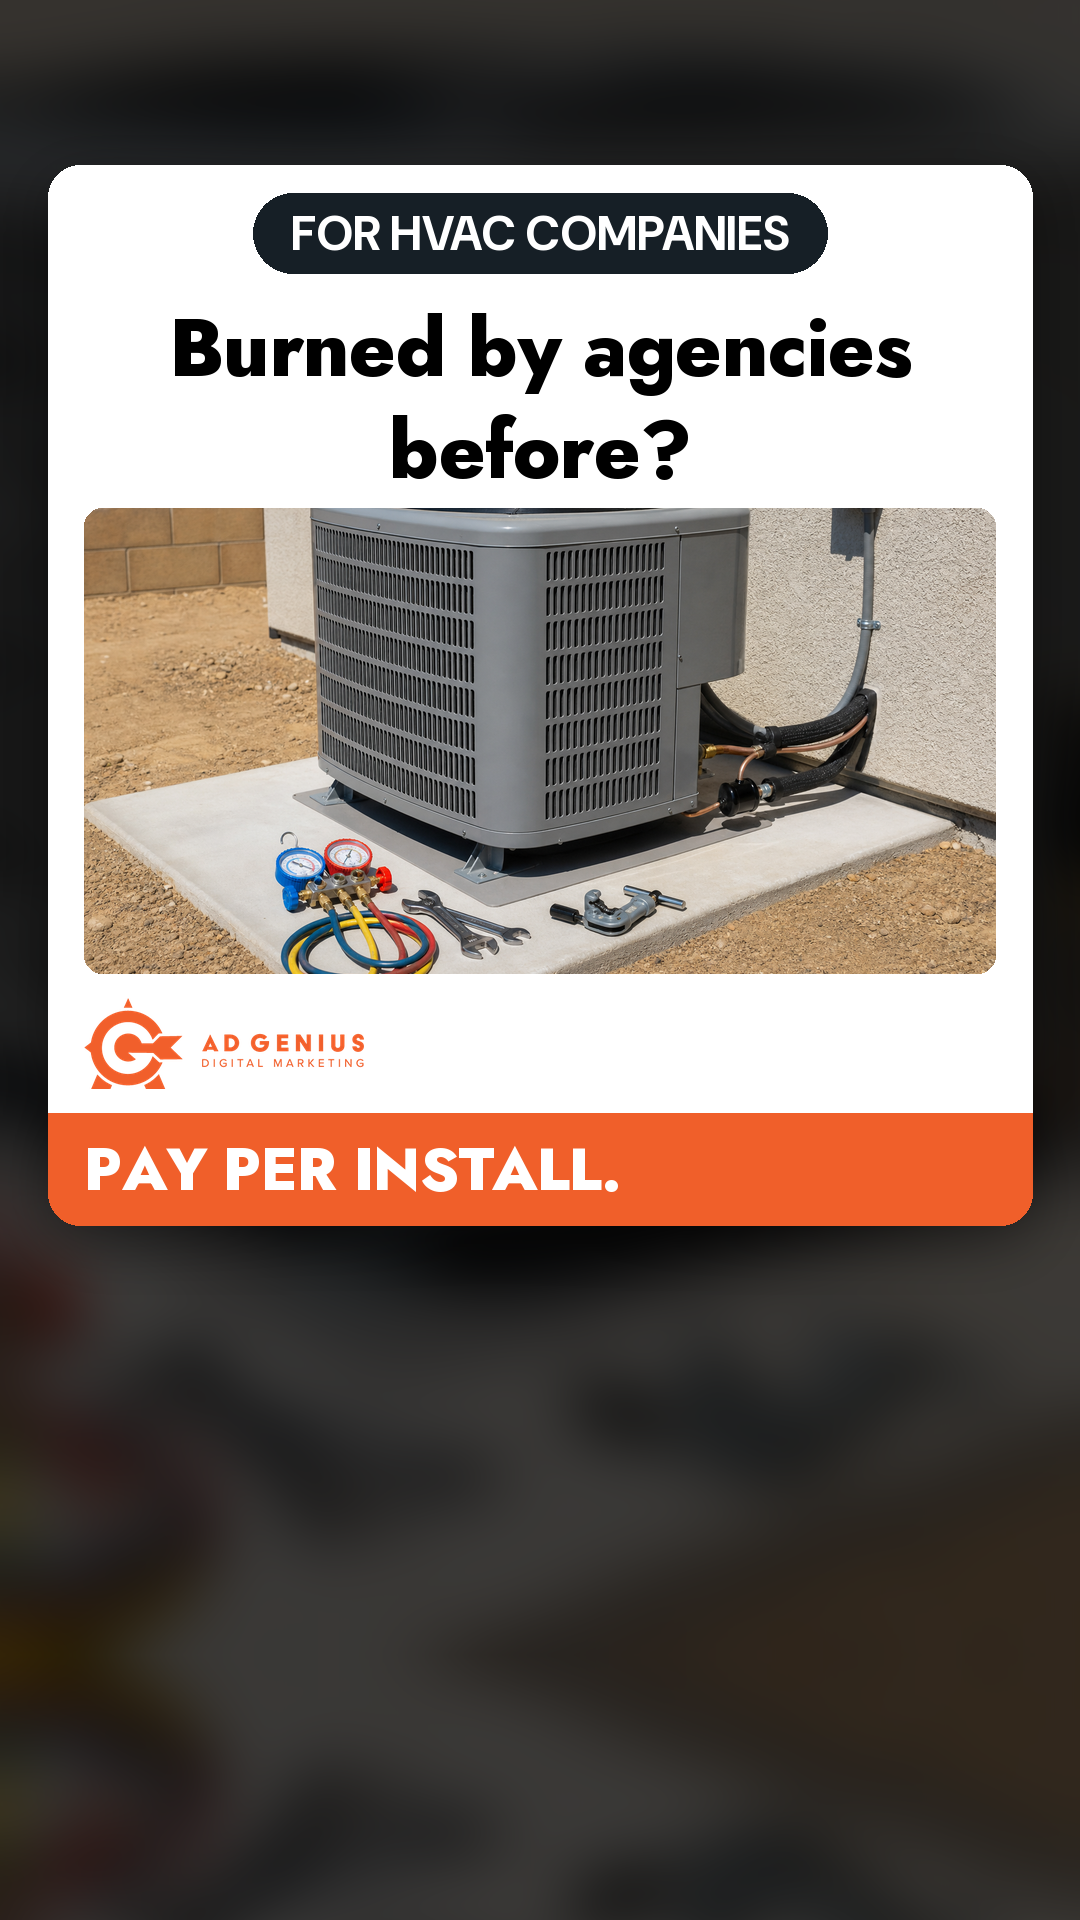 FOR HVAC COMPANIES
Burned by agencies
before?
AD GENIUS
DIGITAL MARKETING
PAY PER INSTALL.